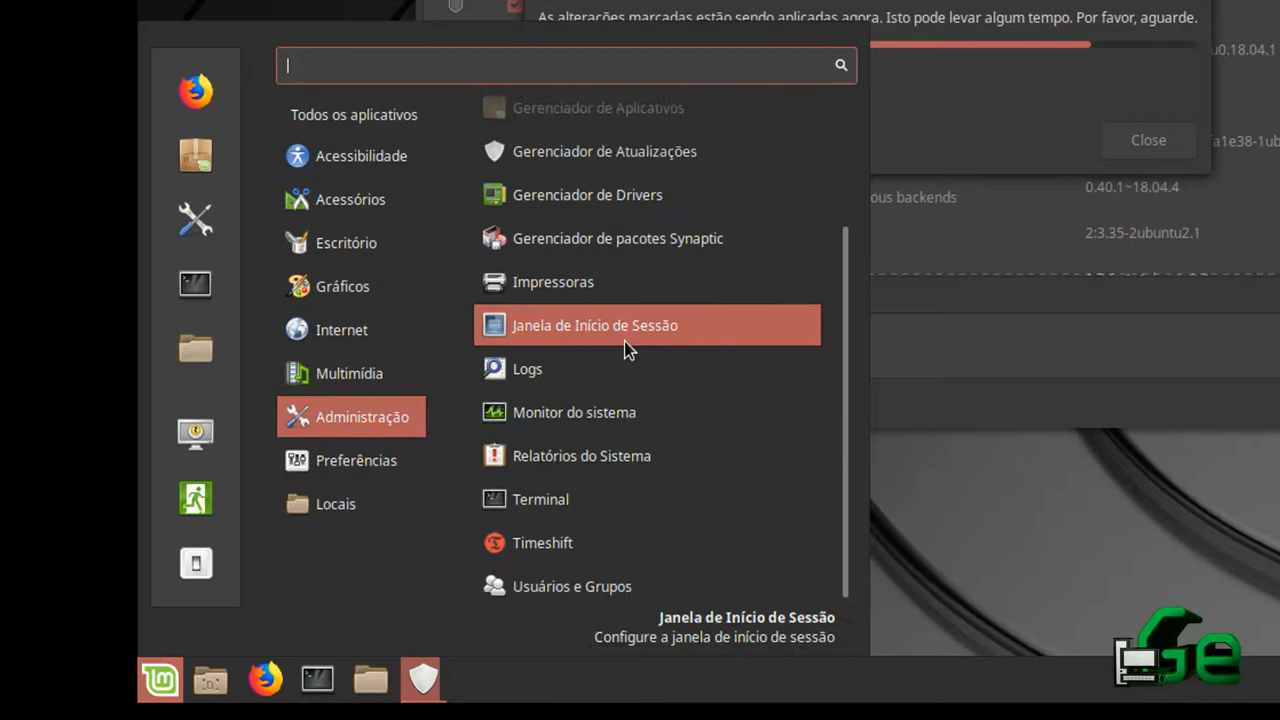 As alterações marcadas estão sendo aplicadas agora. Isto pode levar algum tempo. Por favor, aguarde.
u0.18.04.1
Close
fa1e38-1ub
ous backends
0.40.1~18.04.4
2:3.35-2ubuntu2.1
Todos os aplicativos
Acessibilidade
Acessórios
Escritório
Gráficos
Internet
Multimídia
Administração
Preferências
Locais
Gerenciador de Aplicativos
Gerenciador de Atualizações
Gerenciador de Drivers
Gerenciador de pacotes Synaptic
Impressoras
Janela de Início de Sessão
Logs
Monitor do sistema
Relatórios do Sistema
Terminal
Timeshift
Usuários e Grupos
Janela de Início de Sessão
Configure a janela de início de sessão
Ge